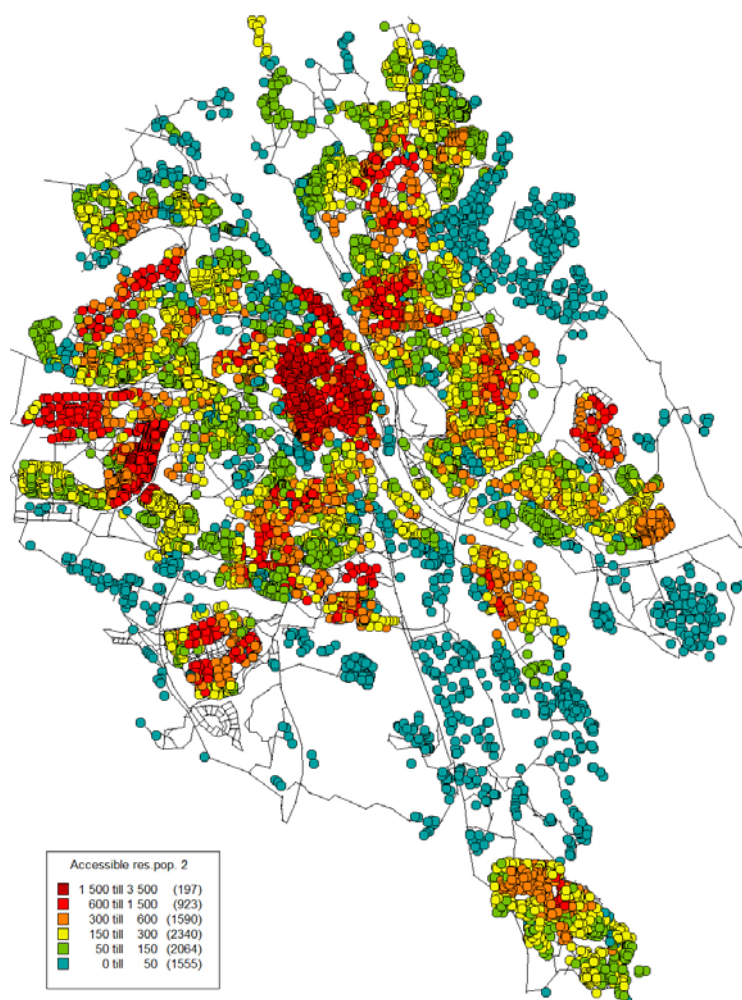 Accessible res.pop. 2
1 500 till 3 500 (197)
600 till 1 500 (923)
300 till 600 (1590)
150 till 300 (2340)
50 till 150 (2064)
0 till 50 (1555)